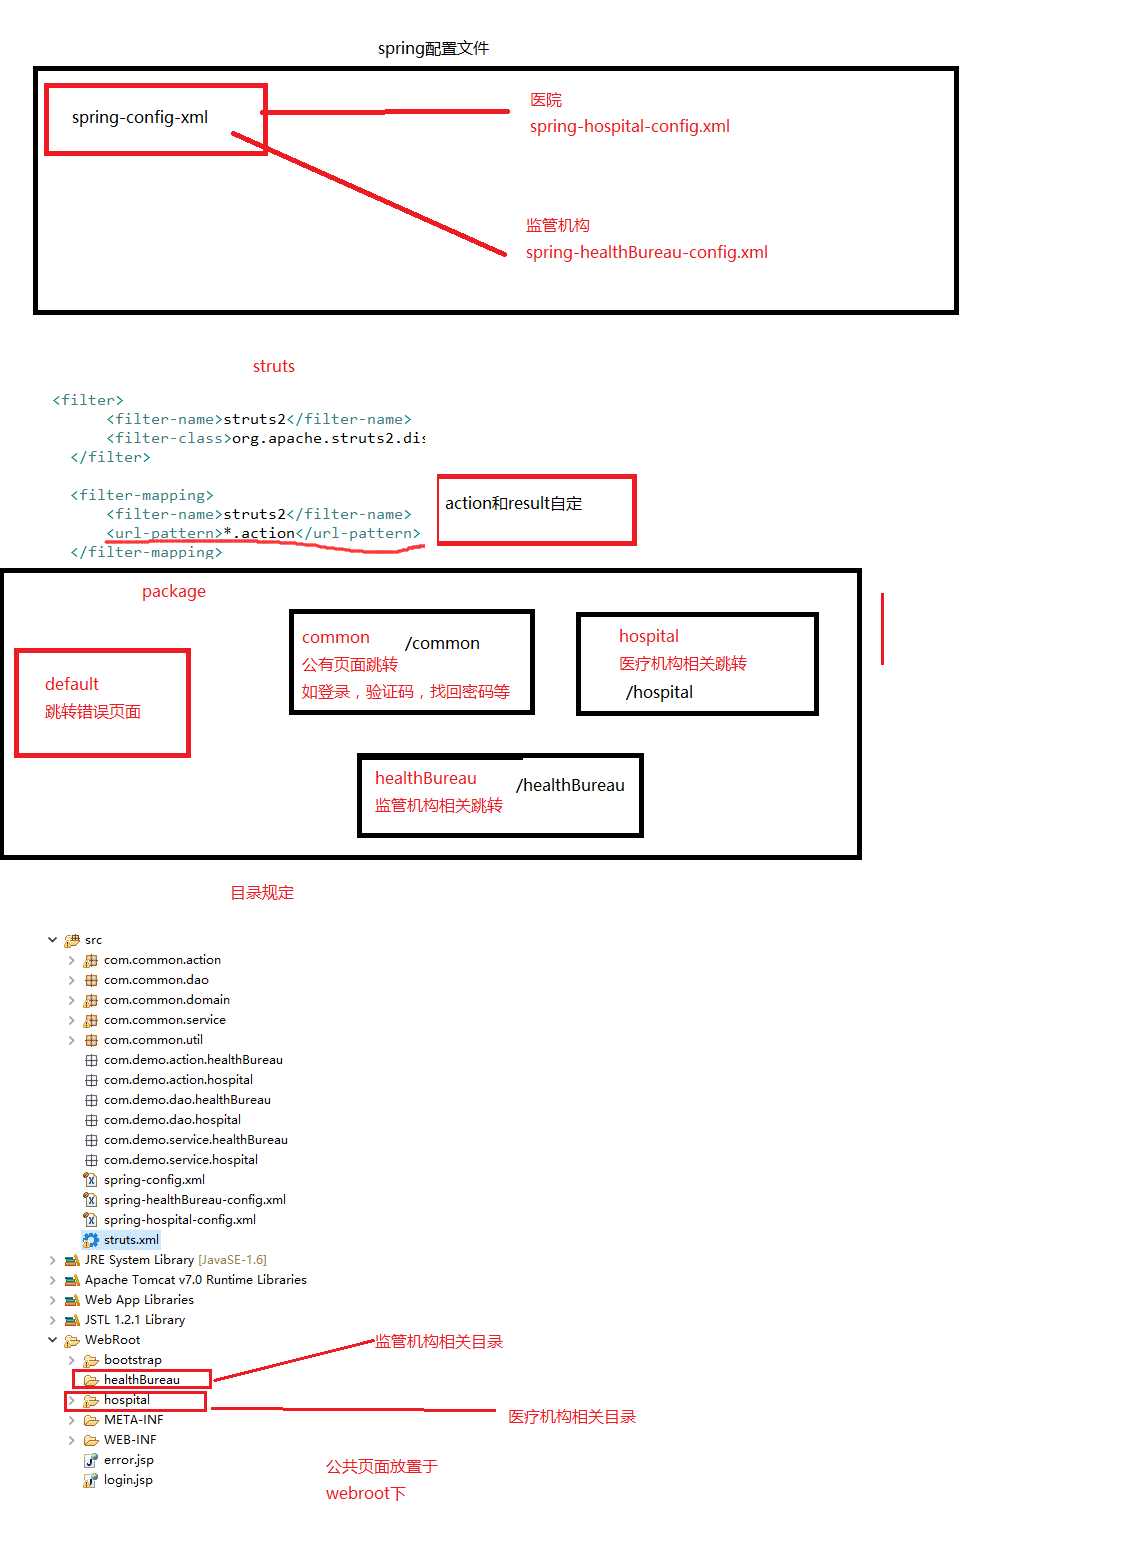 spring配置文件
spring-config-xml
医院
spring-hospital-config.xml
监管机构
spring-healthBureau-config.xml
struts
<filter>
<filter-name>struts2</filter-name>
<filter-class>org.apache.struts2.dis
</filter>
<filter-mapping>
<filter-name>struts2</filter-name>
<url-pattern>*.action</url-pattern>
</filter-mapping>
action和result自定
package
default
跳转错误页面
common /common
公有页面跳转
如登录，验证码，找回密码等
hospital
医疗机构相关跳转
/hospital
healthBureau /healthBureau
监管机构相关跳转
目录规定
src
com.common.action
com.common.dao
com.common.domain
com.common.service
com.common.util
com.demo.action.healthBureau
com.demo.action.hospital
com.demo.dao.healthBureau
com.demo.dao.hospital
com.demo.service.healthBureau
com.demo.service.hospital
spring-config.xml
spring-healthBureau-config.xml
spring-hospital-config.xml
struts.xml
JRE System Library [JavaSE-1.6]
Apache Tomcat v7.0 Runtime Libraries
Web App Libraries
JSTL 1.2.1 Library
WebRoot
监管机构相关目录
bootstrap
healthBureau
hospital
医疗机构相关目录
META-INF
WEB-INF
error.jsp
login.jsp
公共页面放置于
webroot下